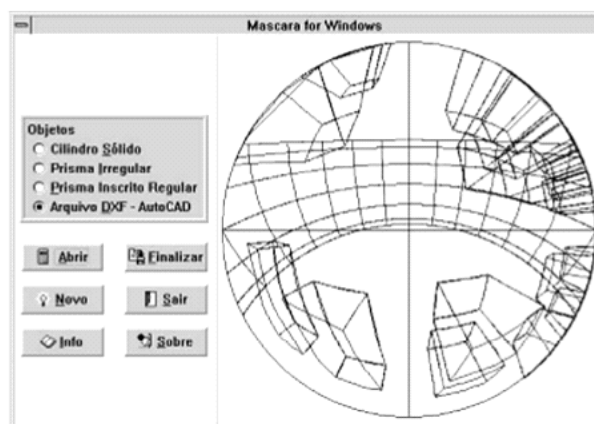 Mascara for Windows
Objetos
Cilindro Sólido
Prisma Irregular
Prisma Inscrito Regular
Arquivo DXF - AutoCAD
Abrir
Finalizar
Novo
Sair
Info
Sobre